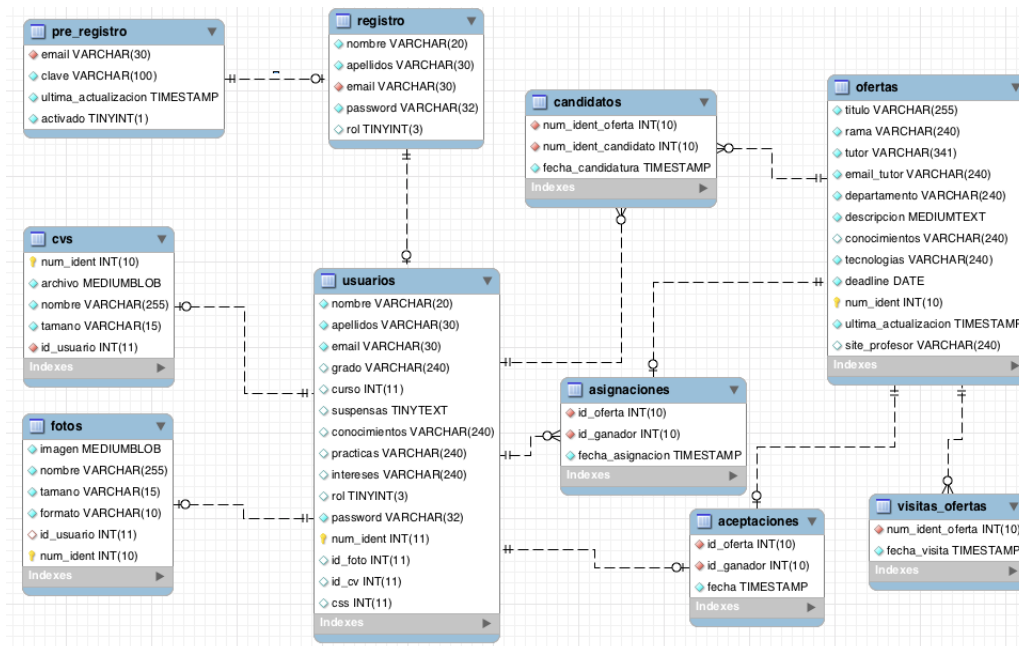 pre_registro
email VARCHAR(30)
clave VARCHAR(100)
ultima_actualizacion TIMESTAMP
activado TINYINT(1)
registro
nombre VARCHAR(20)
apellidos VARCHAR(30)
email VARCHAR(30)
password VARCHAR(32)
rol TINYINT(3)
candidatos
num_ident_oferta INT(10)
num_ident_candidato INT(10)
fecha_candidatura TIMESTAMP
Indexes
ofertas
titulo VARCHAR(255)
rama VARCHAR(240)
tutor VARCHAR(341)
email_tutor VARCHAR(240)
departamento VARCHAR(240)
descripcion MEDIUMTEXT
conocimientos VARCHAR(240)
tecnologias VARCHAR(240)
deadline DATE
num_ident INT(10)
ultima_actualizacion TIMESTAMP
site_profesor VARCHAR(240)
Indexes
cvs
num_ident INT(10)
archivo MEDIUMBLOB
nombre VARCHAR(255)
tamano VARCHAR(15)
id_usuario INT(11)
Indexes
usuarios
nombre VARCHAR(20)
apellidos VARCHAR(30)
email VARCHAR(30)
grado VARCHAR(240)
curso INT(11)
suspensas TINYTEXT
conocimientos VARCHAR(240)
practicas VARCHAR(240)
intereses VARCHAR(240)
rol TINYINT(3)
password VARCHAR(32)
num_ident INT(11)
id_foto INT(11)
id_cv INT(11)
css INT(11)
Indexes
asignaciones
id_oferta INT(10)
id_ganador INT(10)
fecha_asignacion TIMESTAMP
Indexes
fotos
imagen MEDIUMBLOB
nombre VARCHAR(255)
tamano VARCHAR(15)
formato VARCHAR(10)
id_usuario INT(11)
num_ident INT(10)
Indexes
aceptaciones
id_oferta INT(10)
id_ganador INT(10)
fecha TIMESTAMP
Indexes
visitas_ofertas
num_ident_oferta INT(10)
fecha_visita TIMESTAMP
Indexes